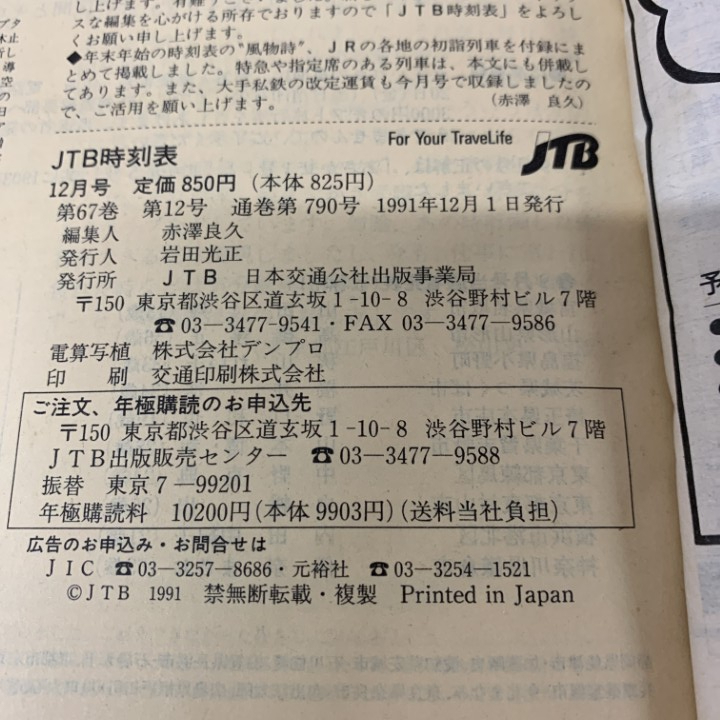 し上げます。
スな編集を心がける所存でおりますので「JTB時刻表」をよろし
くお願い申し上げます。
◆年末年始の時刻表の"風物詩"、JRの各地の初詣列車を付録にま
とめて掲載しました。特急や指定席のある列車は、本文にも併載し
てあります。また、大手私鉄の改定運賃も今月号で収録しましたの
で、ご活用を願い上げます。 (赤澤 良久)
For Your TraveLife JTB
JTB時刻表
12月号 定価850円(本体825円)
第67巻 第12号 通巻第790号 1991年12月1日発行
編集人 赤澤良久
発行人 岩田光正
発行所 JTB 日本交通公社出版事業局
〒150 東京都渋谷区道玄坂1-10-8 渋谷野村ビル7階
☎03―3477-9541・FAX 03―3477―9586
電算写植 株式会社デンプロ
印 刷 交通印刷株式会社
ご注文、年極購読のお申込先
〒150 東京都渋谷区道玄坂1-10-8 渋谷野村ビル7階
JTB出版販売センター ☎03―3477―9588
振替 東京7―99201
年極購読料 10200円(本体9903円)(送料当社負担)
広告のお申込み・お問合せは
JIC ☎03―3257―8686・元裕社 ☎03―3254―1521
©JTB 1991 禁無断転載・複製 Printed in Japan